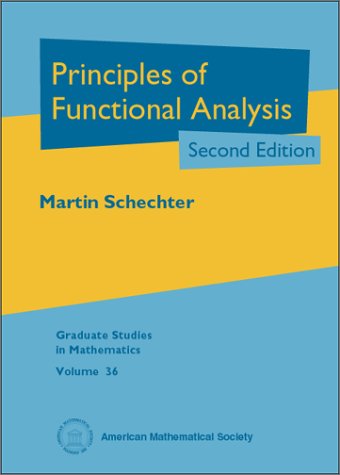 Principles of
Functional Analysis
Second Edition
Martin Schechter
Graduate Studies
in Mathematics
Volume 36
American Mathematical Society